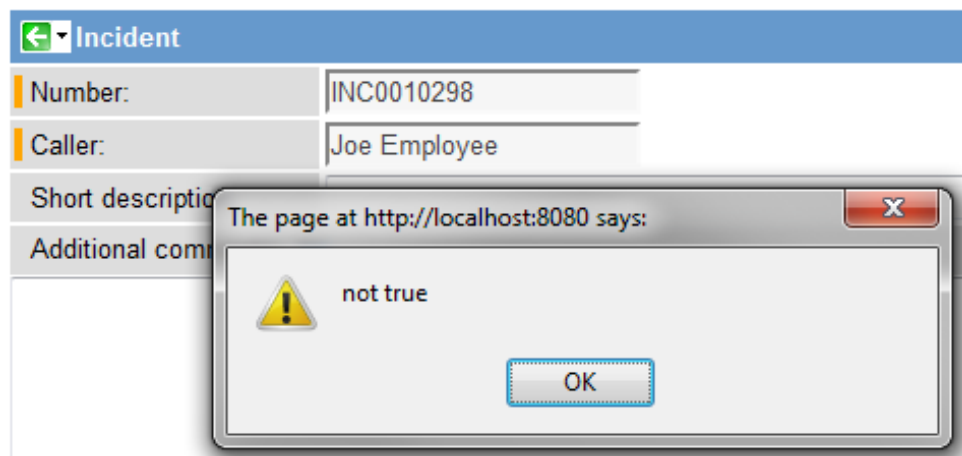 Incident
Number: INC0010298
Caller: Joe Employee
Short descriptio
The page at http://localhost:8080 says:
Additional comm
not true
OK